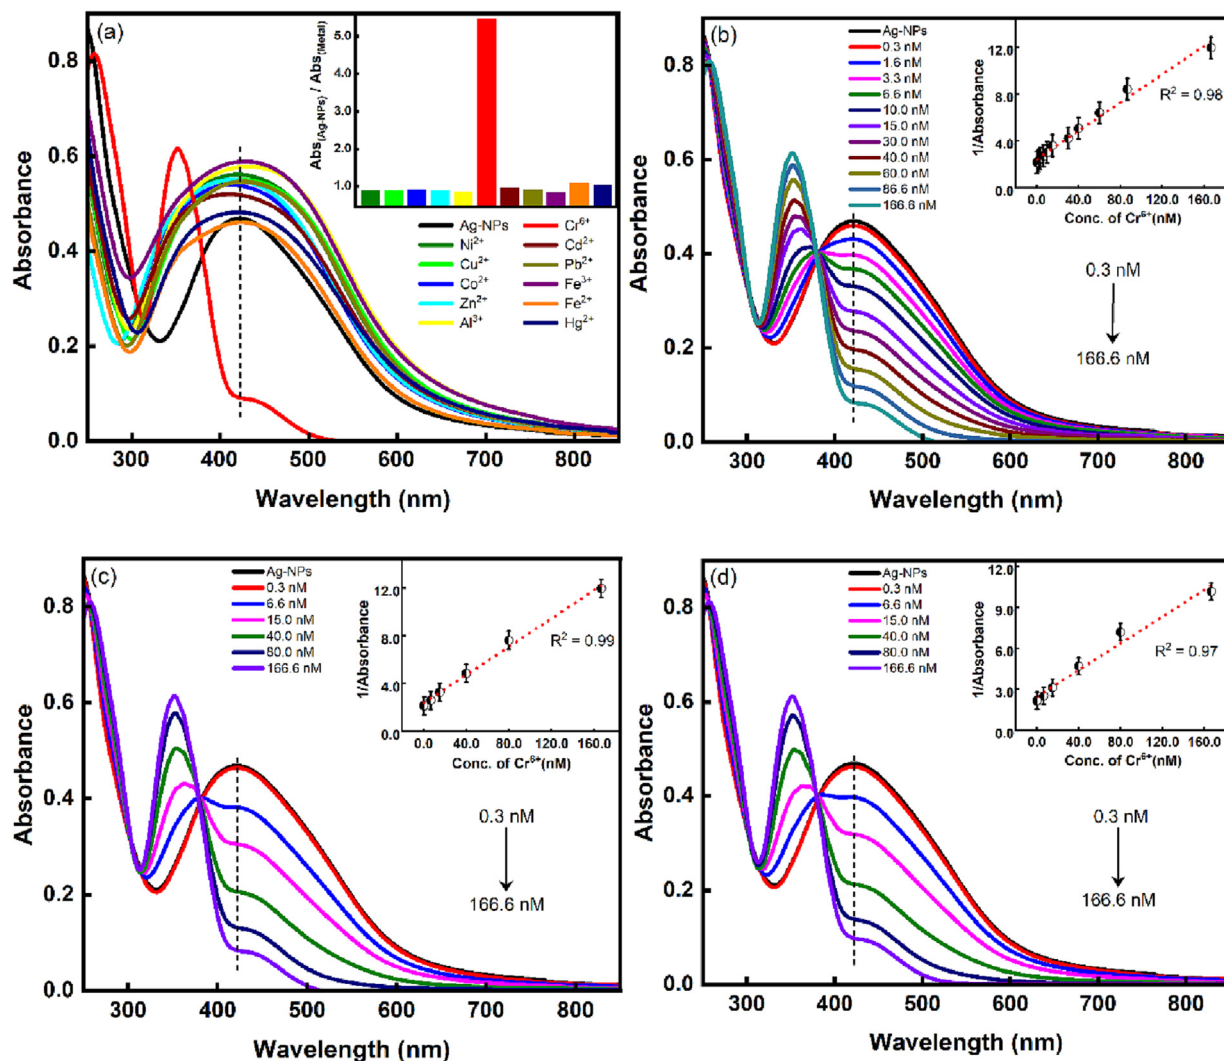 (a)
Absorbance
0.8
0.6
0.4
0.2
0.0
300 400 500 600 700 800
Wavelength (nm)
Abs(Ag-NPs) / Abs(Metal)
5.0
4.0
3.0
2.0
1.0
Ag-NPs
Ni²⁺
Cu²⁺
Co²⁺
Zn²⁺
Al³⁺
Cr⁶⁺
Cd²⁺
Pb²⁺
Fe³⁺
Fe²⁺
Hg²⁺
(b)
Absorbance
0.8
0.6
0.4
0.2
0.0
300 400 500 600 700 800
Wavelength (nm)
Ag-NPs
0.3 nM
1.6 nM
3.3 nM
6.6 nM
10.0 nM
15.0 nM
30.0 nM
40.0 nM
60.0 nM
86.6 nM
166.6 nM
1/Absorbance
12.0
8.0
4.0
0.0
0.0 40.0 80.0 120.0 160.0
Conc. of Cr⁶⁺(nM)
R² = 0.98
0.3 nM
166.6 nM
(c)
Absorbance
0.8
0.6
0.4
0.2
0.0
300 400 500 600 700 800
Wavelength (nm)
Ag-NPs
0.3 nM
6.6 nM
15.0 nM
40.0 nM
80.0 nM
166.6 nM
1/Absorbance
12.0
8.0
4.0
0.0
0.0 40.0 80.0 120.0 160.0
Conc. of Cr⁶⁺(nM)
R² = 0.99
0.3 nM
166.6 nM
(d)
Absorbance
0.8
0.6
0.4
0.2
0.0
300 400 500 600 700 800
Wavelength (nm)
Ag-NPs
0.3 nM
6.6 nM
15.0 nM
40.0 nM
80.0 nM
166.6 nM
1/Absorbance
12.0
9.0
6.0
3.0
0.0
0.0 40.0 80.0 120.0 160.0
Conc. of Cr⁶⁺(nM)
R² = 0.97
0.3 nM
166.6 nM